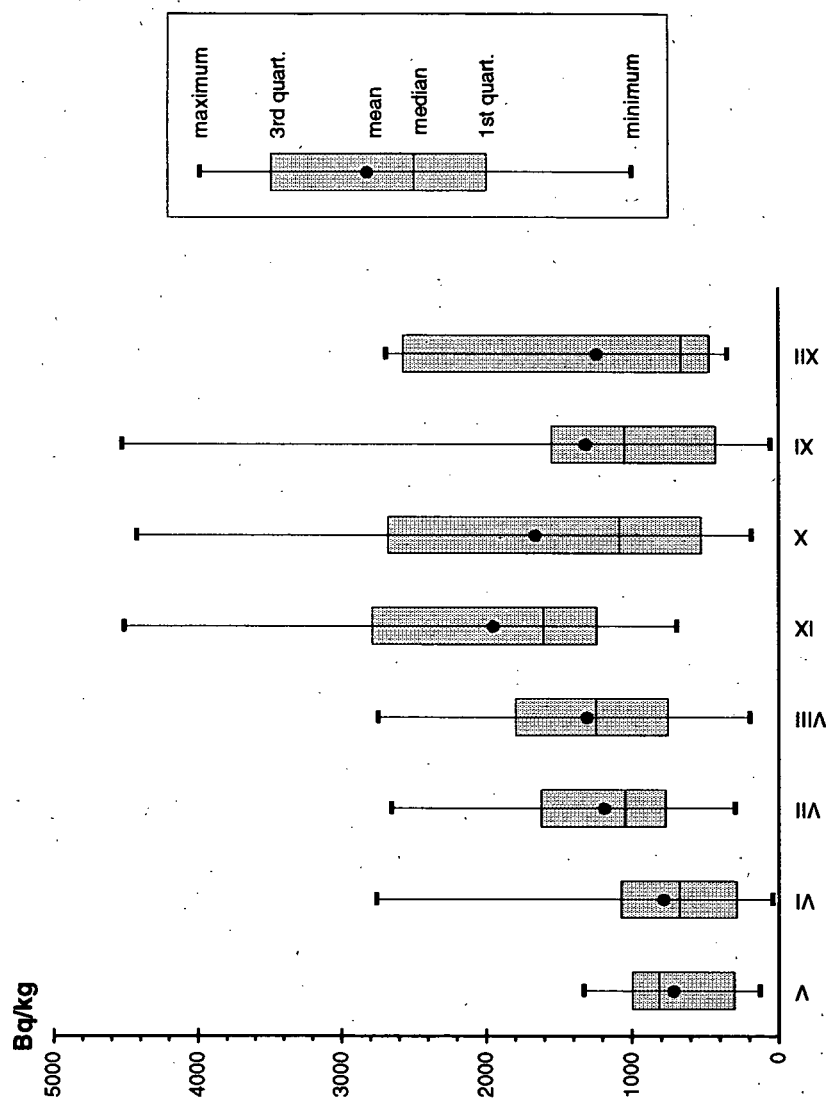 Bq/kg
5000
4000
3000
2000
1000
0
V
VI
VII
VIII
IX
X
XI
XII
maximum
3rd quart.
mean
median
1st quart.
minimum